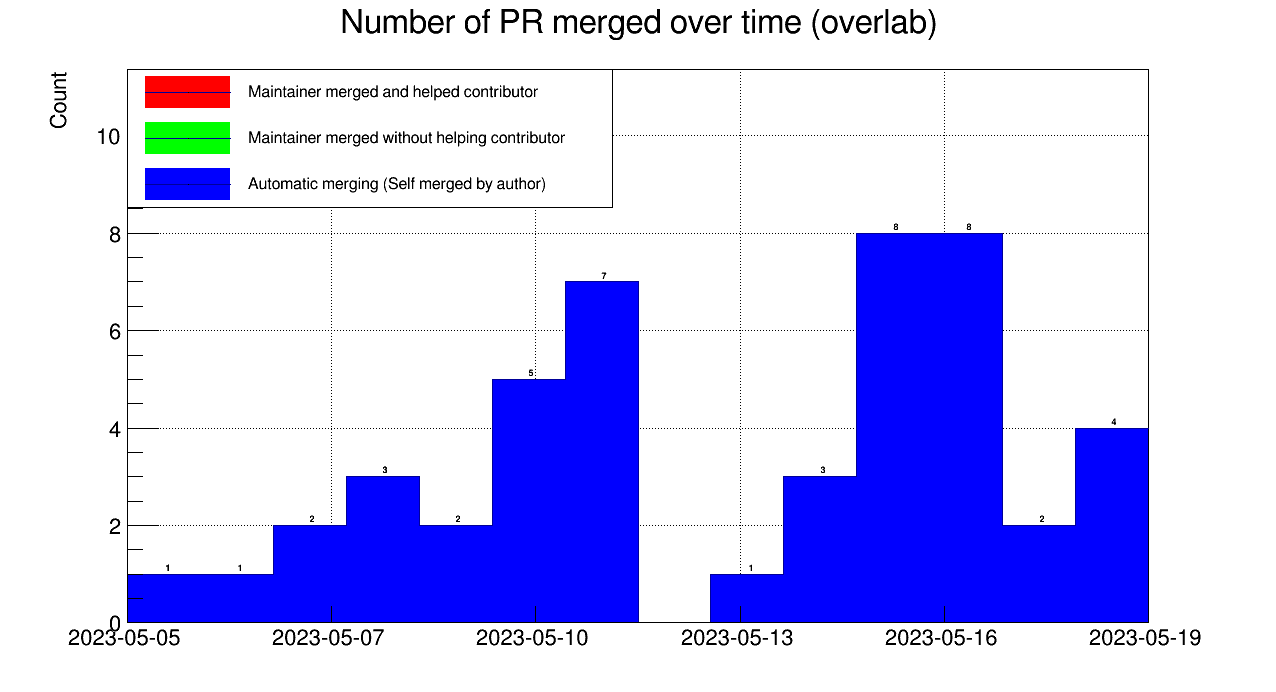 Number of PR merged over time (overlab)
Count
Maintainer merged and helped contributor
Maintainer merged without helping contributor
Automatic merging (Self merged by author)
10
8
6
4
2
0
1 1 2 3 2 5 7 1 3 8 8 2 4
2023-05-05 2023-05-07 2023-05-10 2023-05-13 2023-05-16 2023-05-19